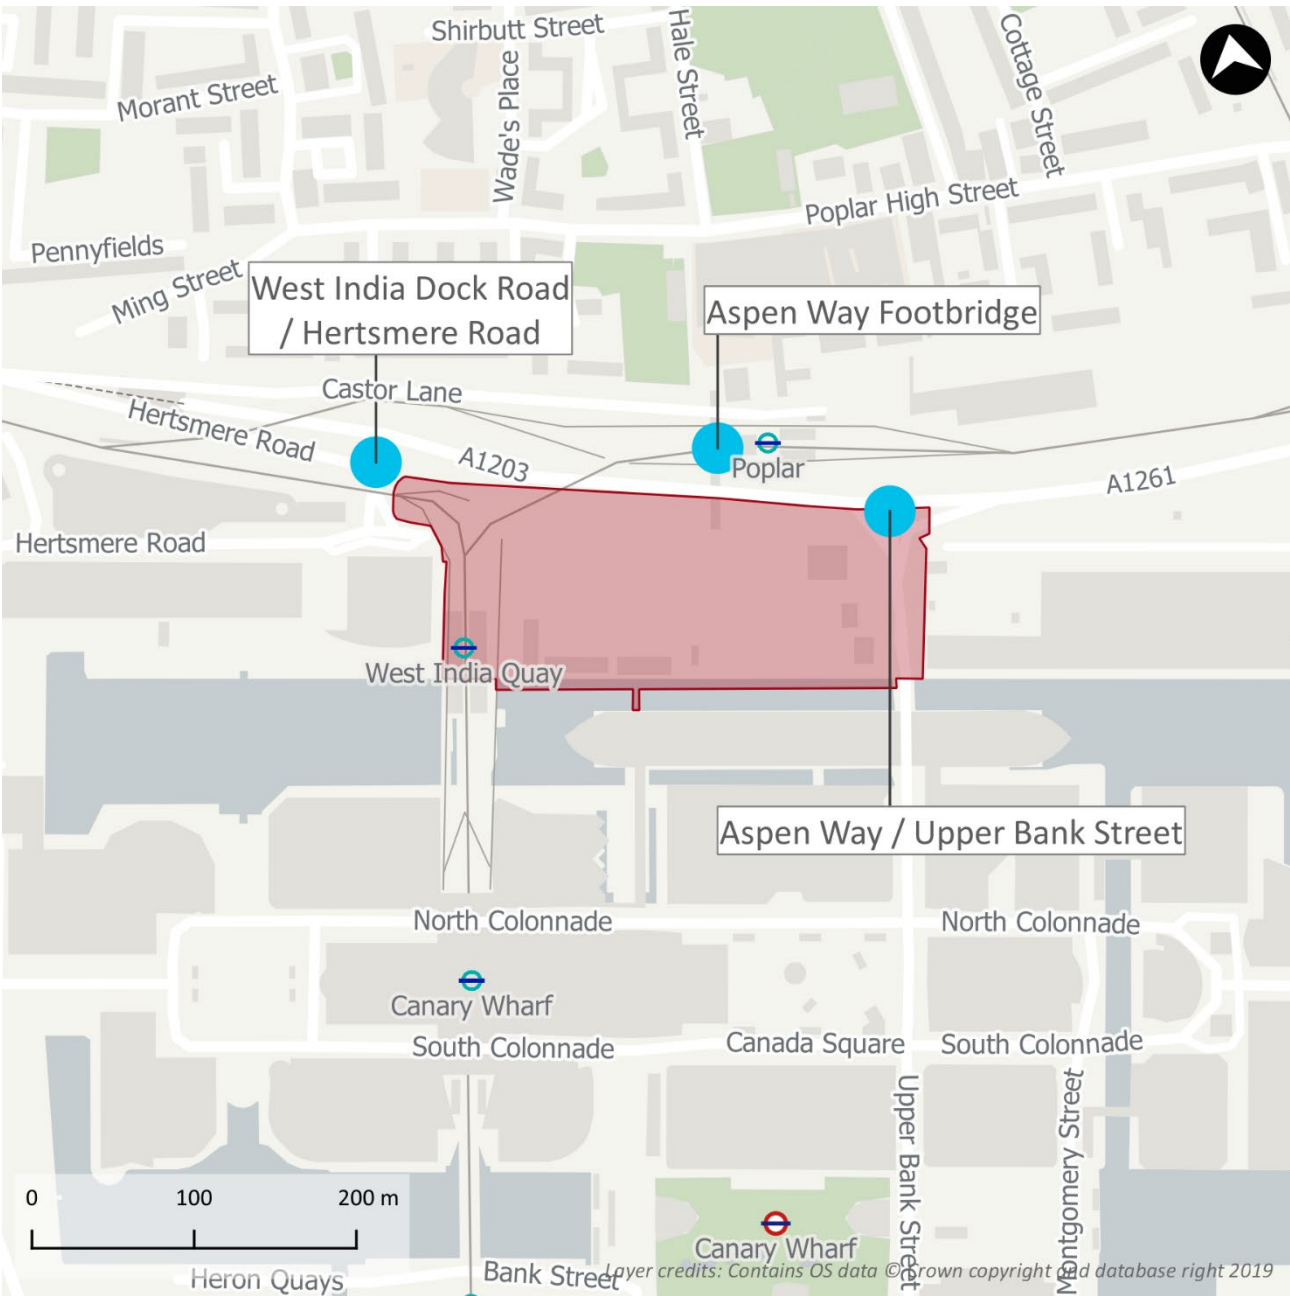 Shirbutt Street
Hale Street
Cottage Street
Morant Street
Wade's Place
Poplar High Street
Pennyfields
Ming Street
West India Dock Road
/ Hertsmere Road
Aspen Way Footbridge
Castor Lane
Hertsmere Road
A1203
Poplar
A1261
Hertsmere Road
West India Quay
Aspen Way / Upper Bank Street
North Colonnade
North Colonnade
Canary Wharf
South Colonnade
Canada Square
South Colonnade
Upper Bank Street
Montgomery Street
0 100 200 m
Canary Wharf
Heron Quays
Bank Street
Layer credits: Contains OS data © Crown copyright and database right 2019